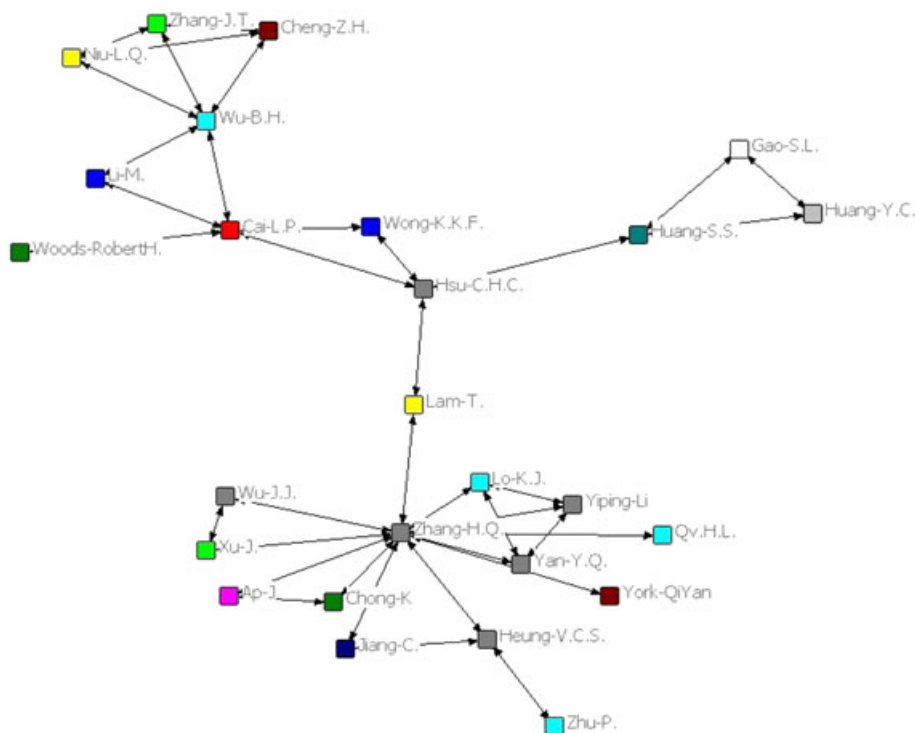 Zhang-J.T.
Cheng-Z.H.
Niu-L.Q.
Wu-B.H.
Gao-S.L.
Li-M.
Huang-Y.C.
Cai-L.P.
Wong-K.K.F.
Huang-S.S.
Woods-RobertH.
Hsu-C.H.C.
Lam-T.
Lo-K.J.
Wu-J.J.
Yiping-Li
Zhang-H.Q.
Qv.H.L.
Xu-J.
Yan-Y.Q.
Ap-J.
Chong-K
York-QiYan
Jiang-C.
Heung-V.C.S.
Zhu-P.